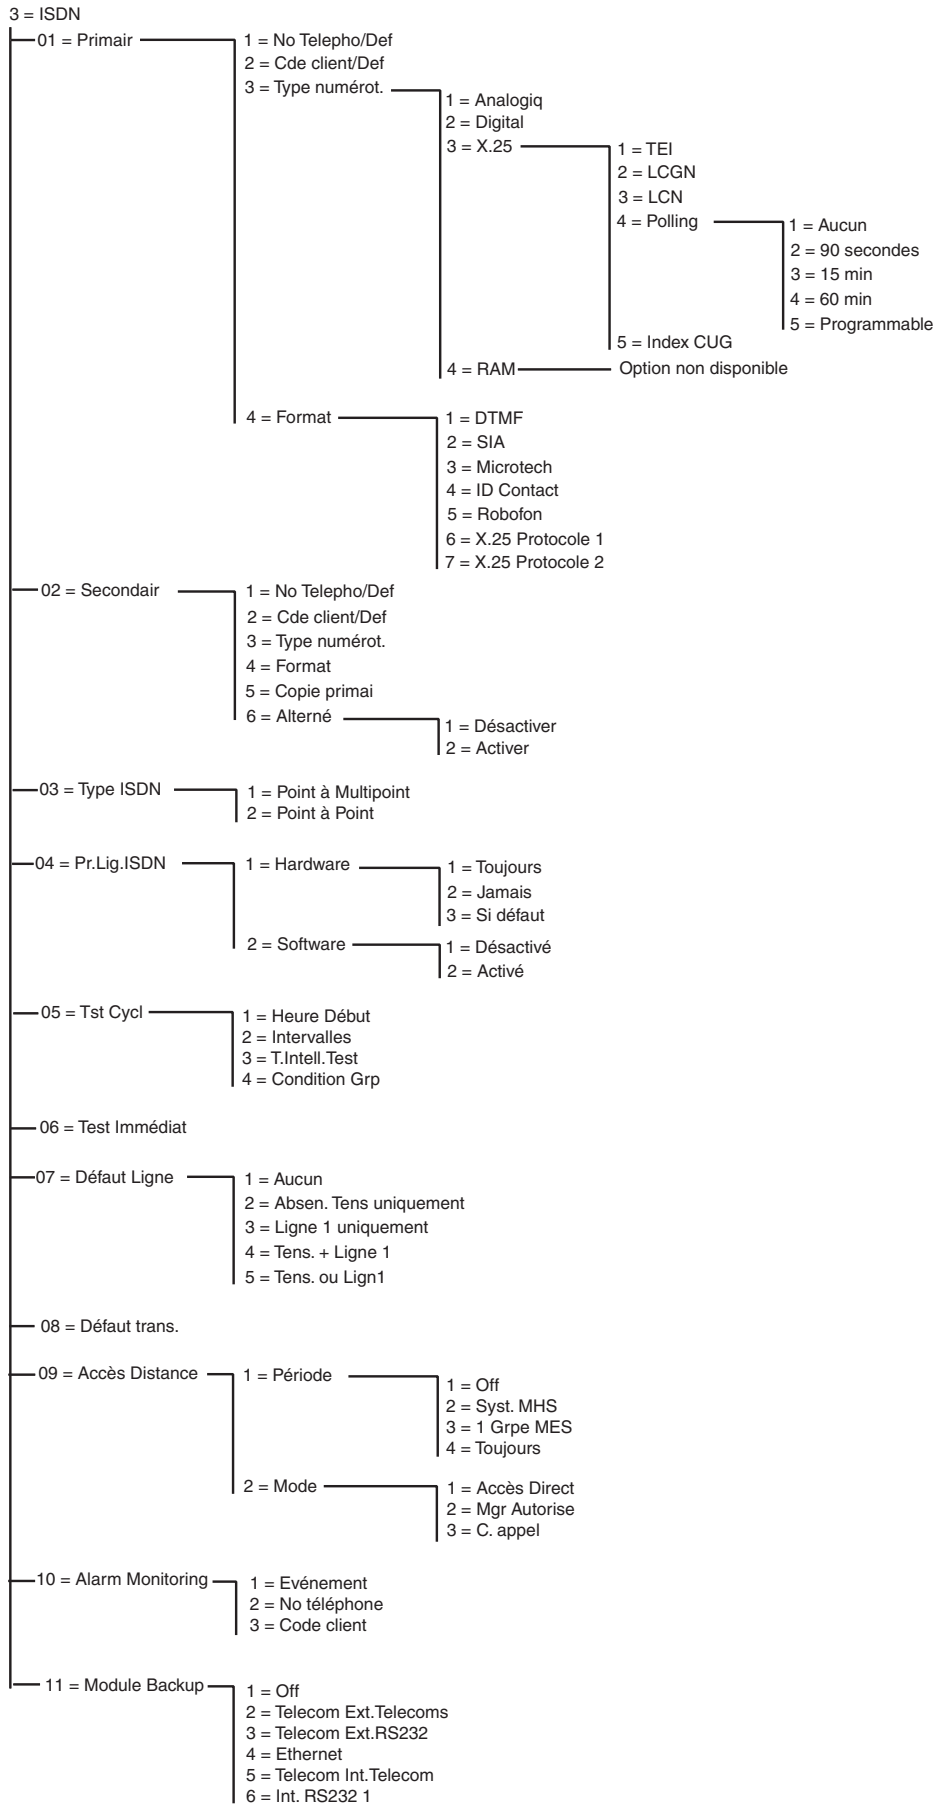 3 = ISDN
01 = Primair
1 = No Telepho/Def
2 = Cde client/Def
3 = Type numérot.
1 = Analogiq
2 = Digital
3 = X.25
1 = TEI
2 = LCGN
3 = LCN
4 = Polling
1 = Aucun
2 = 90 secondes
3 = 15 min
4 = 60 min
5 = Programmable
5 = Index CUG
4 = RAM
Option non disponible
4 = Format
1 = DTMF
2 = SIA
3 = Microtech
4 = ID Contact
5 = Robofon
6 = X.25 Protocole 1
7 = X.25 Protocole 2
02 = Secondair
1 = No Telepho/Def
2 = Cde client/Def
3 = Type numérot.
4 = Format
5 = Copie primai
6 = Alterné
1 = Désactiver
2 = Activer
03 = Type ISDN
1 = Point à Multipoint
2 = Point à Point
04 = Pr.Lig.ISDN
1 = Hardware
1 = Toujours
2 = Jamais
3 = Si défaut
2 = Software
1 = Désactivé
2 = Activé
05 = Tst Cycl
1 = Heure Début
2 = Intervalles
3 = T.Intell.Test
4 = Condition Grp
06 = Test Immédiat
07 = Défaut Ligne
1 = Aucun
2 = Absen. Tens uniquement
3 = Ligne 1 uniquement
4 = Tens. + Ligne 1
5 = Tens. ou Lign1
08 = Défaut trans.
09 = Accès Distance
1 = Période
1 = Off
2 = Syst. MHS
3 = 1 Grpe MES
4 = Toujours
2 = Mode
1 = Accès Direct
2 = Mgr Autorise
3 = C. appel
10 = Alarm Monitoring
1 = Evénement
2 = No téléphone
3 = Code client
11 = Module Backup
1 = Off
2 = Telecom Ext.Telecoms
3 = Telecom Ext.RS232
4 = Ethernet
5 = Telecom Int.Telecom
6 = Int. RS232 1